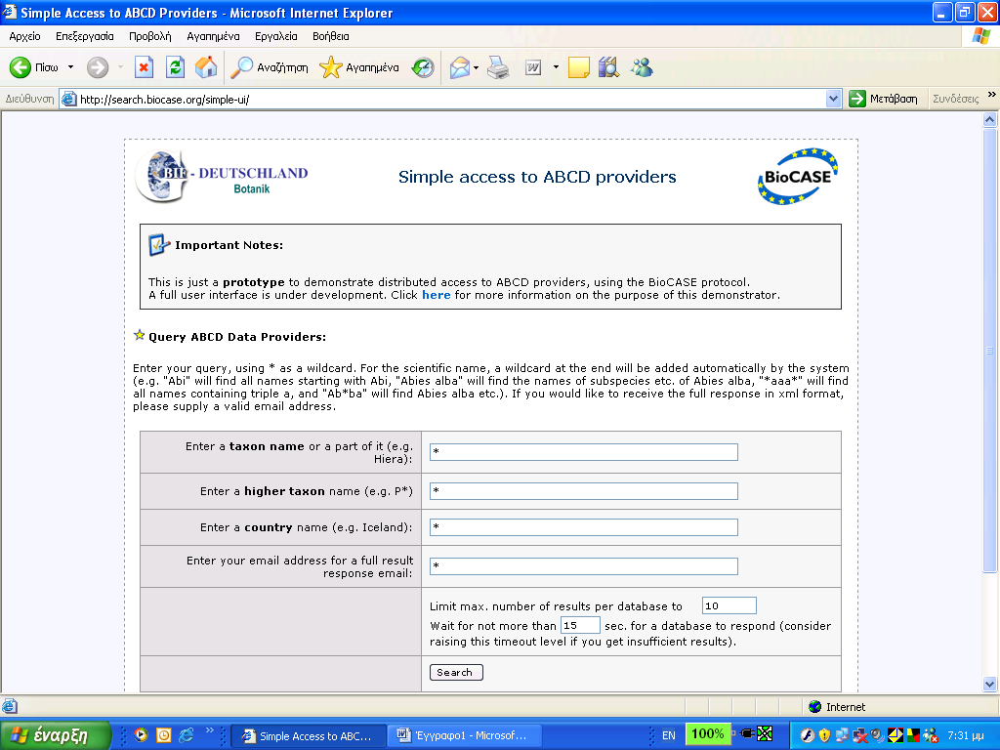 Simple Access to ABCD Providers - Microsoft Internet Explorer
Αρχείο Επεξεργασία Προβολή Αγαπημένα Εργαλεία Βοήθεια
Πίσω Αναζήτηση Αγαπημένα
Διεύθυνση http://search.biocase.org/simple-ui/ Μετάβαση Συνδέσεις »
BIF - DEUTSCHLAND
Botanik
Simple access to ABCD providers
BioCASE
Important Notes:
This is just a prototype to demonstrate distributed access to ABCD providers, using the BioCASE protocol.
A full user interface is under development. Click here for more information on the purpose of this demonstrator.
Query ABCD Data Providers:
Enter your query, using * as a wildcard. For the scientific name, a wildcard at the end will be added automatically by the system
(e.g. "Abi" will find all names starting with Abi, "Abies alba" will find the names of subspecies etc. of Abies alba, "*aaa*" will find
all names containing triple a, and "Ab*ba" will find Abies alba etc.). If you would like to receive the full response in xml format,
please supply a valid email address.
Enter a taxon name or a part of it (e.g.
Hiera): *
Enter a higher taxon name (e.g. P*) *
Enter a country name (e.g. Iceland): *
Enter your email address for a full result
response email: *
Limit max. number of results per database to 10
Wait for not more than 15 sec. for a database to respond (consider
raising this timeout level if you get insufficient results).
Search
Internet
έναρξη » Simple Access to ABC... Έγγραφο1 - Microsof... EN 100% 7:31 μμ